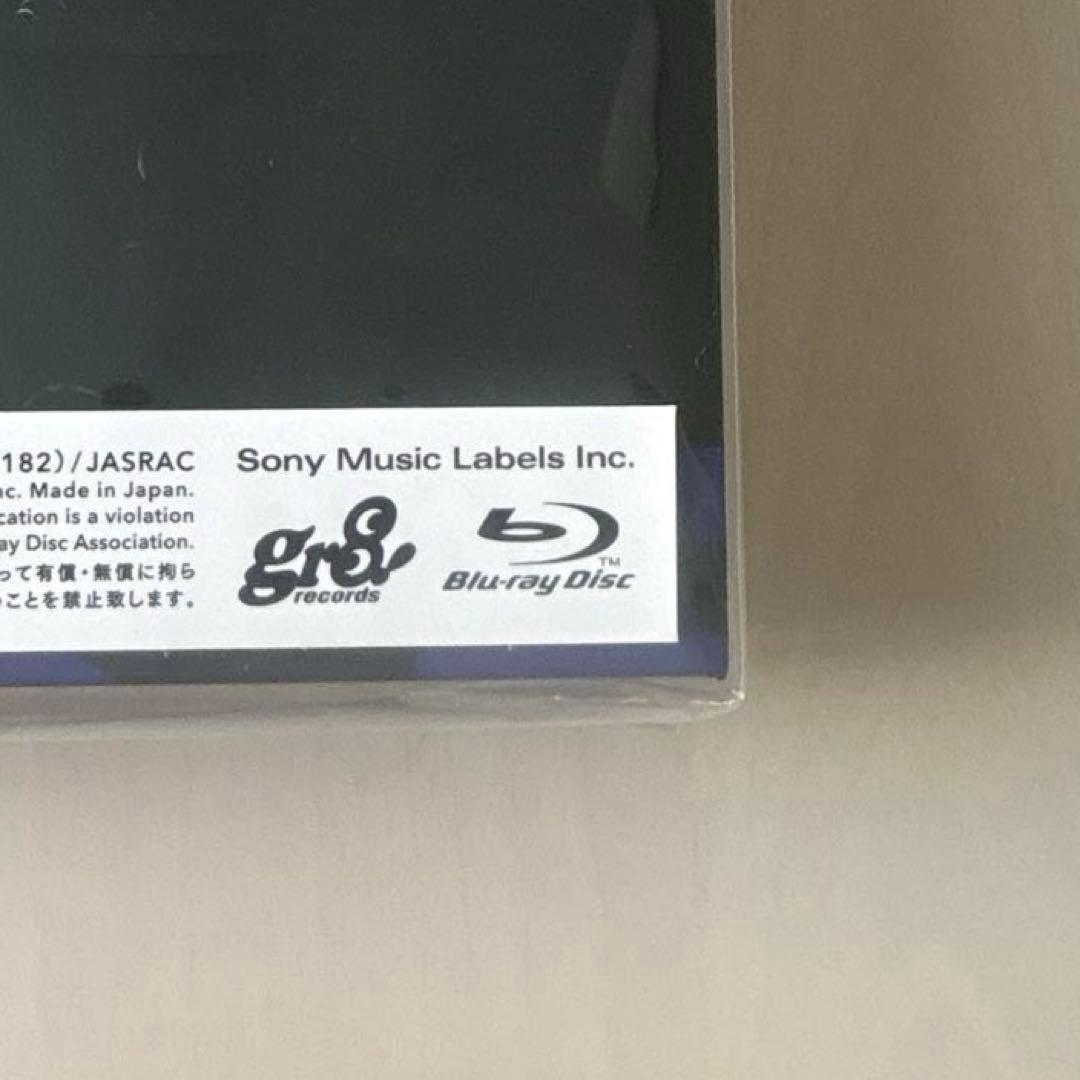 182)/JASRAC
nc. Made in Japan.
cation is a violation
ay Disc Association.
って有償・無償に拘ら
ことを禁止致します。
Sony Music Labels Inc.
gr8!
records
Blu-ray Disc
TM